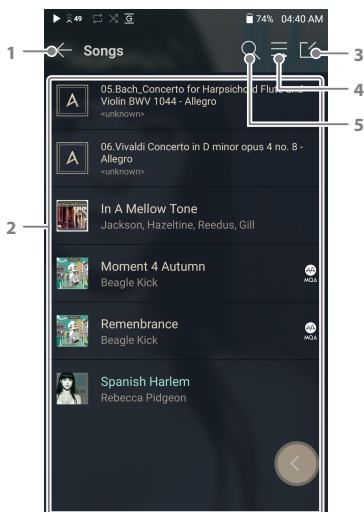 49 G 74% 04:40 AM
1
Songs
3
4
5
05.Bach_Concerto for Harpsichord Flute and
Violin BWV 1044 - Allegro
<unknown>
06.Vivaldi Concerto in D minor opus 4 no. 8 -
Allegro
<unknown>
2
In A Mellow Tone
Jackson, Hazeltine, Reedus, Gill
Moment 4 Autumn
Beagle Kick
MQA
Remenbrance
Beagle Kick
MQA
Spanish Harlem
Rebecca Pidgeon